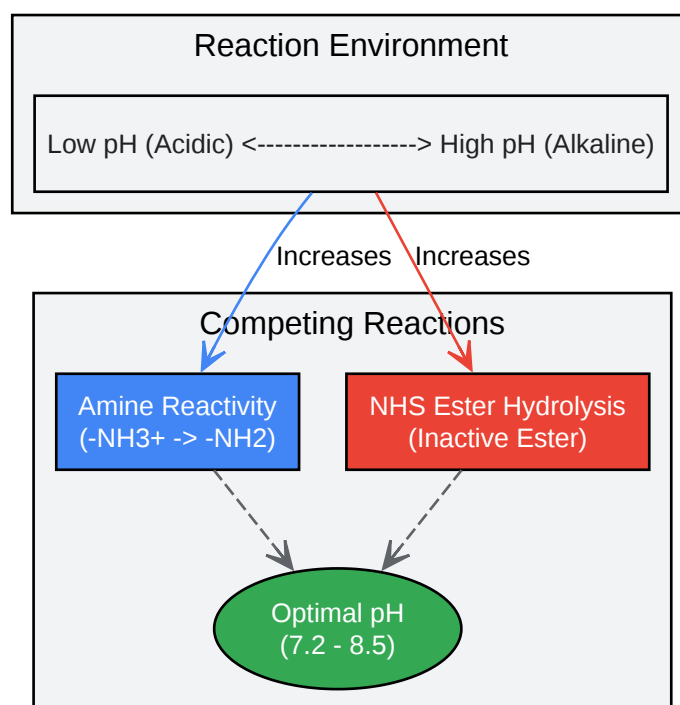 Reaction Environment
Low pH (Acidic) <------------------> High pH (Alkaline)
Increases
Increases
Competing Reactions
Amine Reactivity
(-NH3+ -> -NH2)
NHS Ester Hydrolysis
(Inactive Ester)
Optimal pH
(7.2 - 8.5)